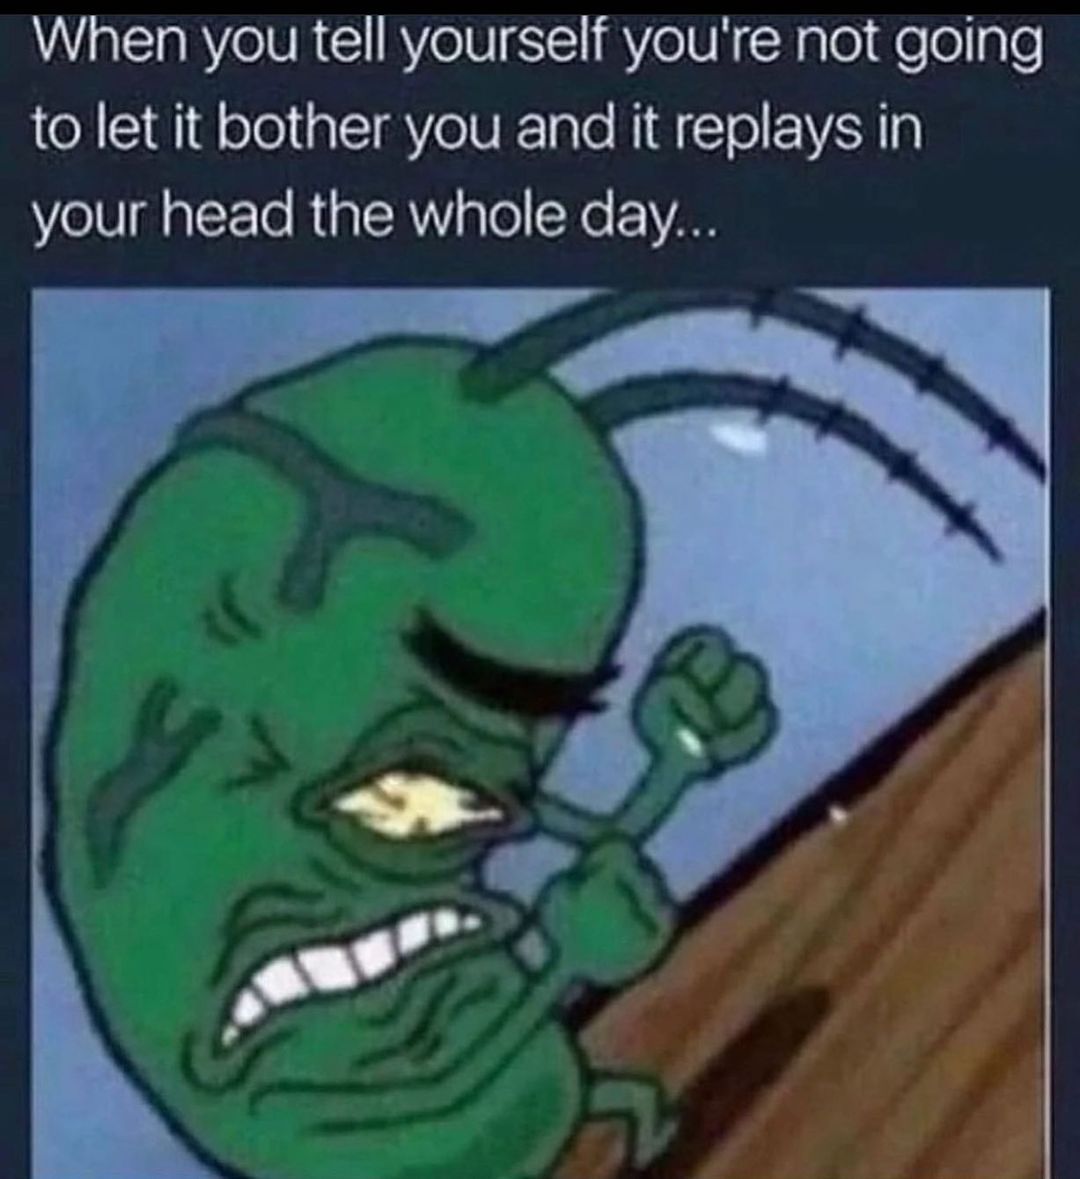 When you tell yourself you're not going
to let it bother you and it replays in
your head the whole day...